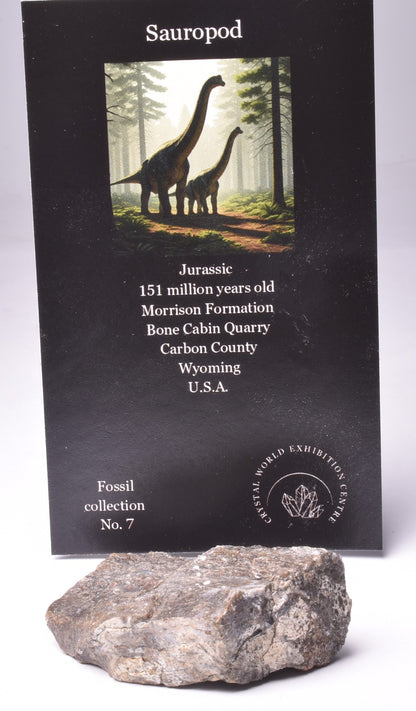 Sauropod
Jurassic
151 million years old
Morrison Formation
Bone Cabin Quarry
Carbon County
Wyoming
U.S.A.
Fossil
collection
No. 7
CRYSTAL WORLD EXHIBITION CENTRE